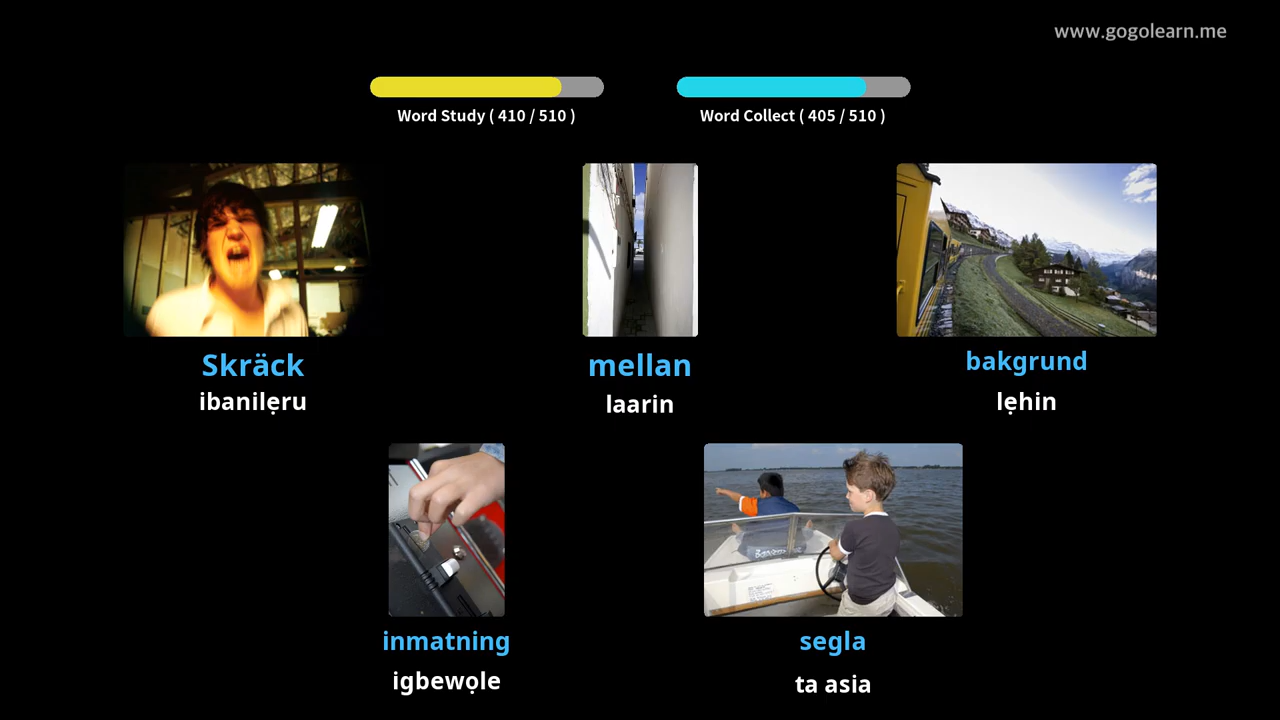 www.gogolearn.me
Word Study ( 410 / 510 )
Word Collect ( 405 / 510 )
Skräck
mellan
bakgrund
ibanilẹru
laarin
lẹhin
inmatning
segla
igbewọle
ta asia